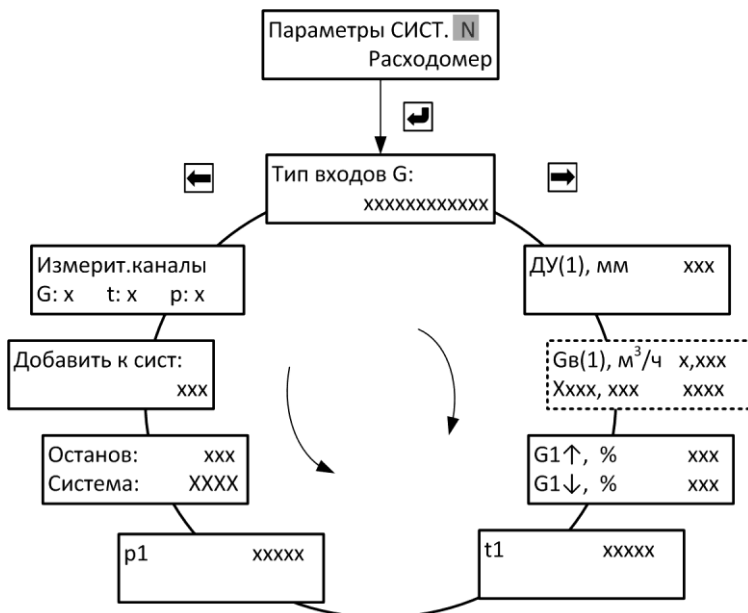 Параметры СИСТ. N
Расходомер
Тип входов G:
xxxxxxxxxxxx
Измерит.каналы
G: x t: x p: x
ДУ(1), мм xxx
Добавить к сист:
xxx
Gв(1), м³/ч x,xxx
Xxxx, xxx xxxx
Останов: xxx
Система: XXXX
G1↑, % xxx
G1↓, % xxx
p1 xxxxx
t1 xxxxx